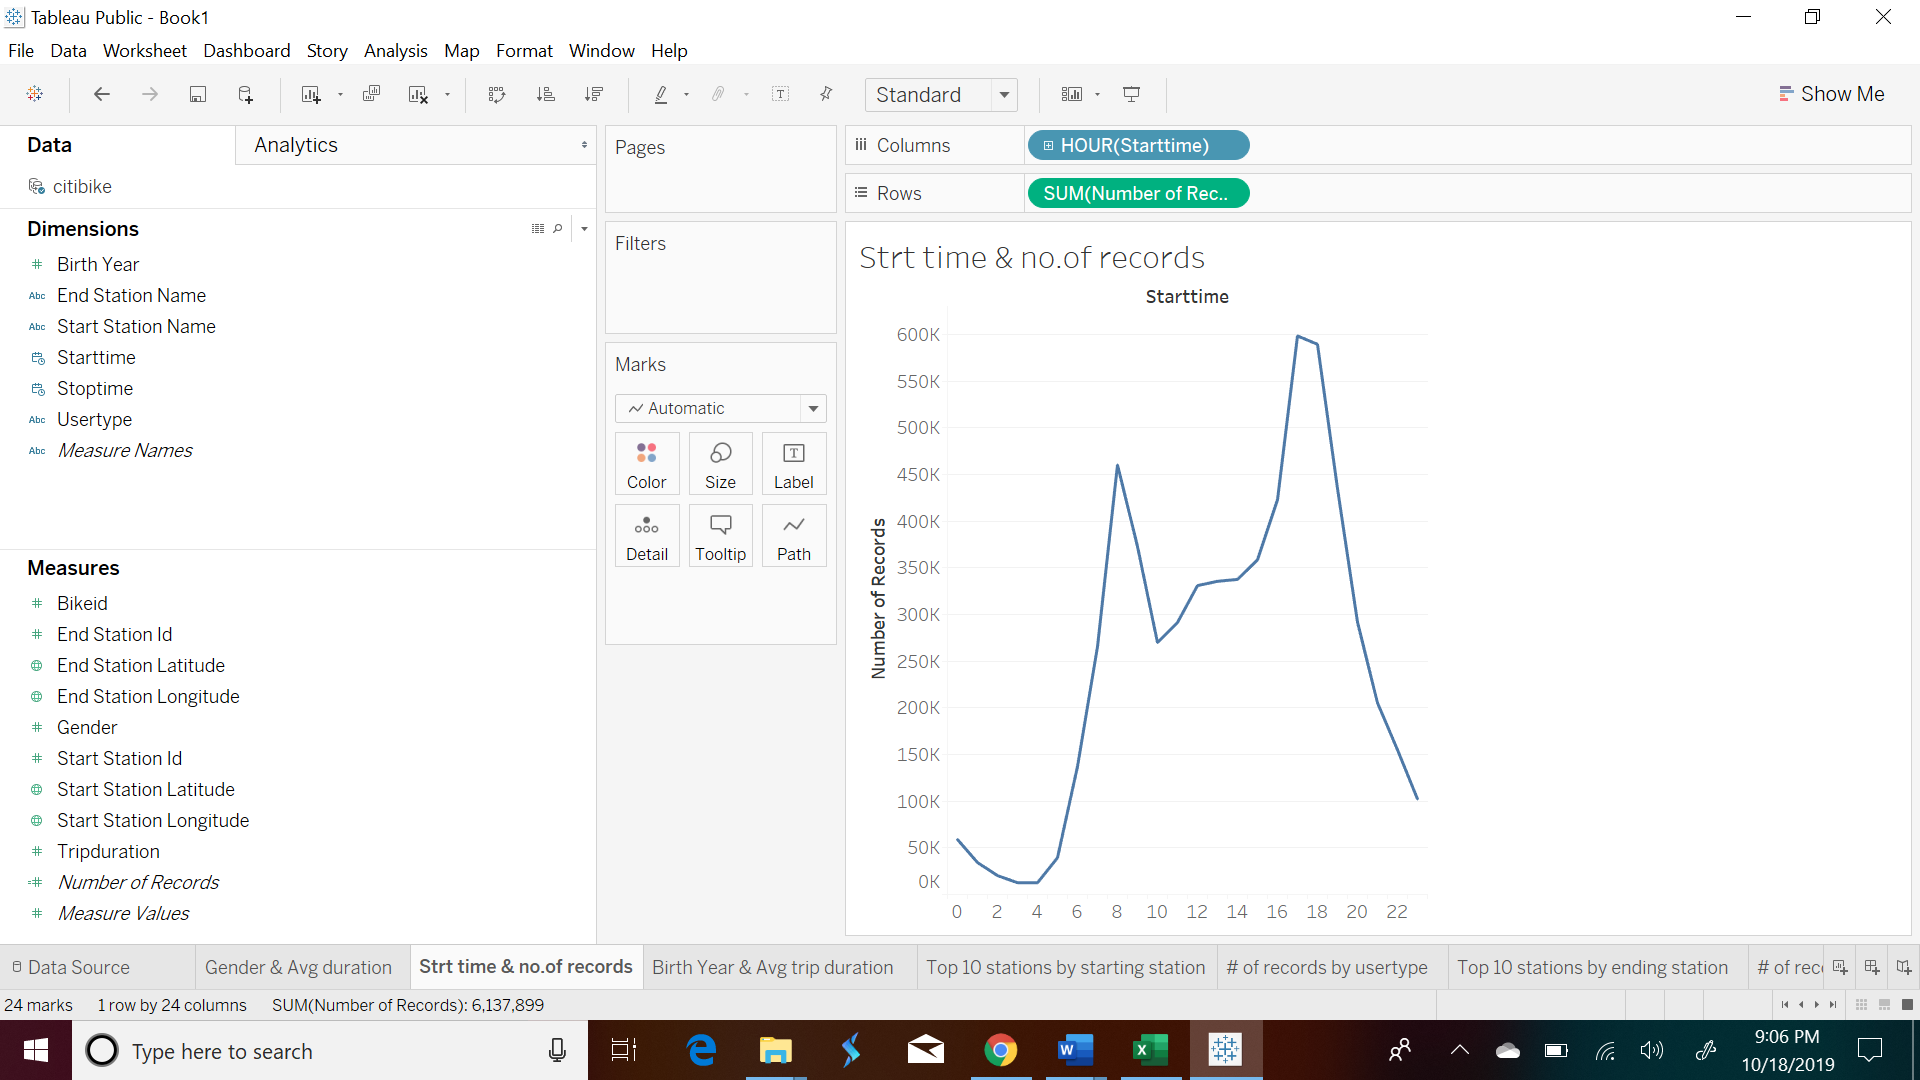 Tableau Public - Book1
File Data Worksheet Dashboard Story Analysis Map Format Window Help
Standard
Show Me
Data
Analytics
citibike
Dimensions
Birth Year
Abc End Station Name
Abc Start Station Name
Starttime
Stoptime
Abc Usertype
Abc Measure Names
Measures
Bikeid
End Station Id
End Station Latitude
End Station Longitude
Gender
Start Station Id
Start Station Latitude
Start Station Longitude
Tripduration
Number of Records
Measure Values
Pages
Filters
Marks
Automatic
Color Size Label
Detail Tooltip Path
Columns HOUR(Starttime)
Rows SUM(Number of Rec..
Strt time & no.of records
Starttime
Number of Records
600K
550K
500K
450K
400K
350K
300K
250K
200K
150K
100K
50K
0K
0 2 4 6 8 10 12 14 16 18 20 22
Data Source Gender & Avg duration Strt time & no.of records Birth Year & Avg trip duration Top 10 stations by starting station # of records by usertype Top 10 stations by ending station # of rec
24 marks 1 row by 24 columns SUM(Number of Records): 6,137,899
Type here to search
9:06 PM
10/18/2019